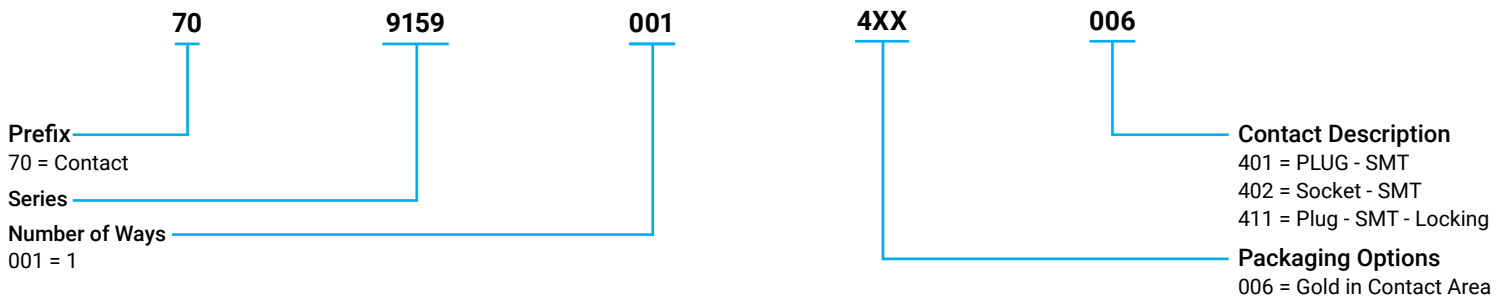 70 9159 001 4XX 006
Prefix
70 = Contact
Series
Number of Ways
001 = 1
Contact Description
401 = PLUG - SMT
402 = Socket - SMT
411 = Plug - SMT - Locking
Packaging Options
006 = Gold in Contact Area